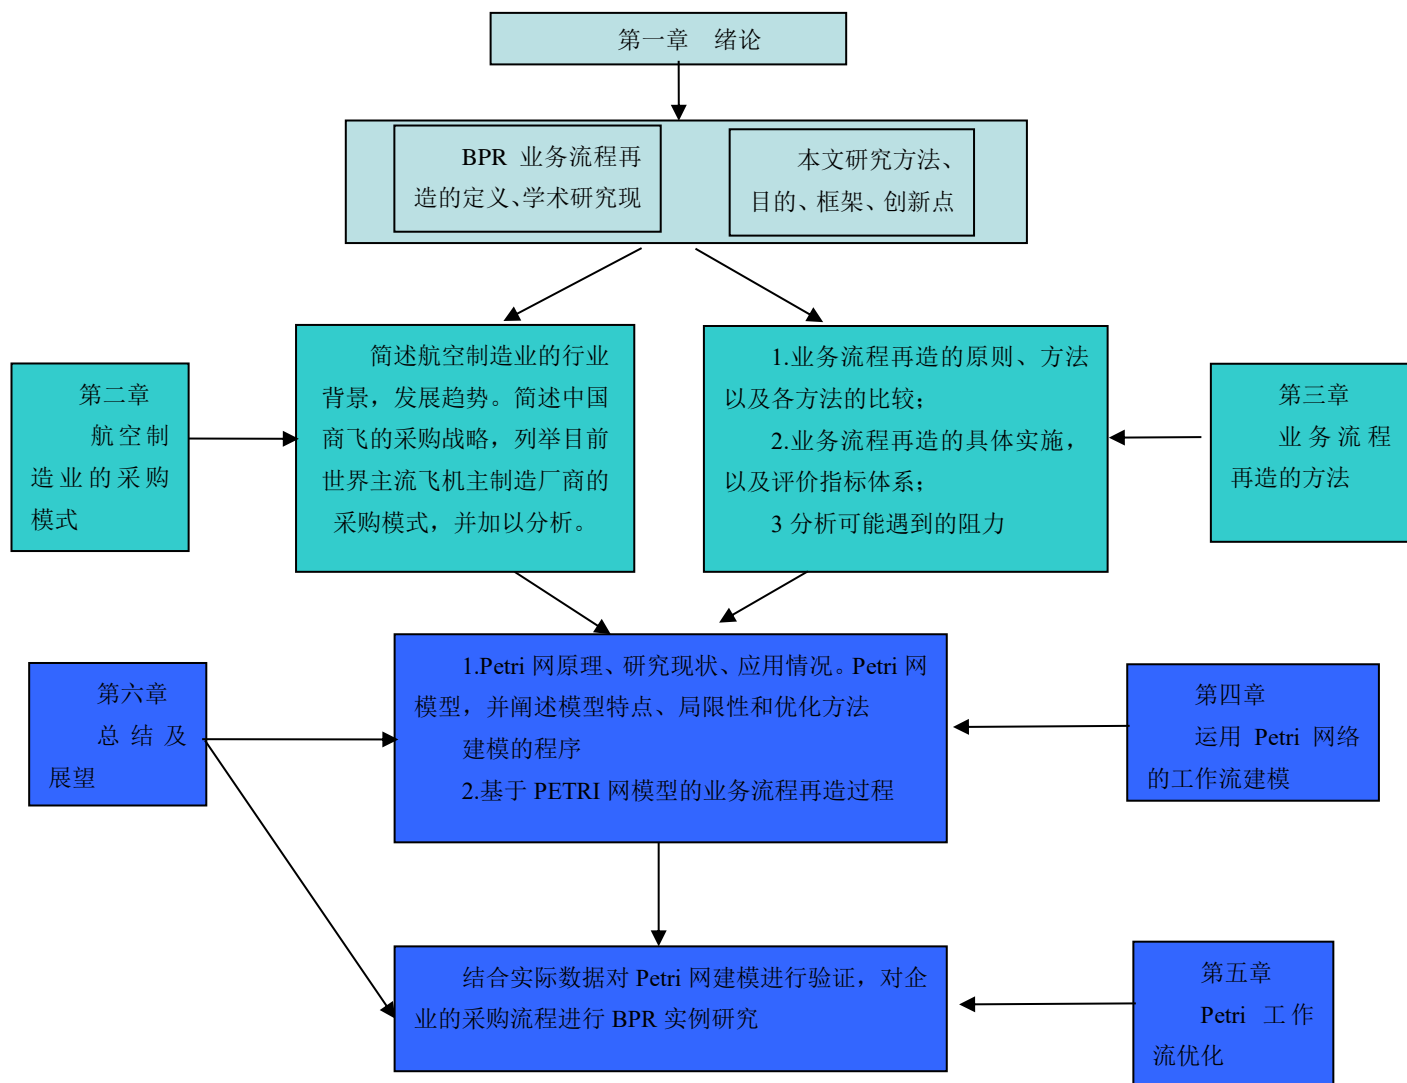 第一章 绪论
BPR 业务流程再
造的定义、学术研究现
本文研究方法、
目的、框架、创新点
第二章
航空制
造业的采购
模式
简述航空制造业的行业
背景，发展趋势。简述中国
商飞的采购战略，列举目前
世界主流飞机主制造厂商的
采购模式，并加以分析。
1.业务流程再造的原则、方法
以及各方法的比较；
2.业务流程再造的具体实施，
以及评价指标体系；
3 分析可能遇到的阻力
第三章
业务流程
再造的方法
第六章
总结及
展望
1.Petri 网原理、研究现状、应用情况。Petri 网
模型，并阐述模型特点、局限性和优化方法
建模的程序
2.基于 PETRI 网模型的业务流程再造过程
第四章
运用 Petri 网络
的工作流建模
结合实际数据对 Petri 网建模进行验证，对企
业的采购流程进行 BPR 实例研究
第五章
Petri 工作
流优化